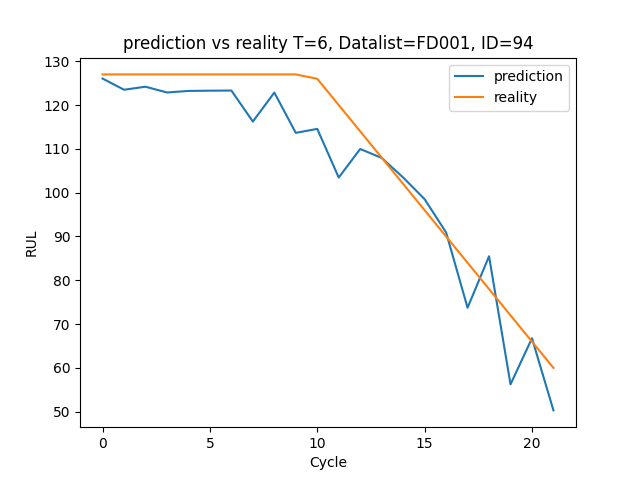 prediction vs reality T=6, Datalist=FD001, ID=94
prediction
reality
130
120
110
100
90
80
70
60
50
RUL
0
5
10
15
20
Cycle